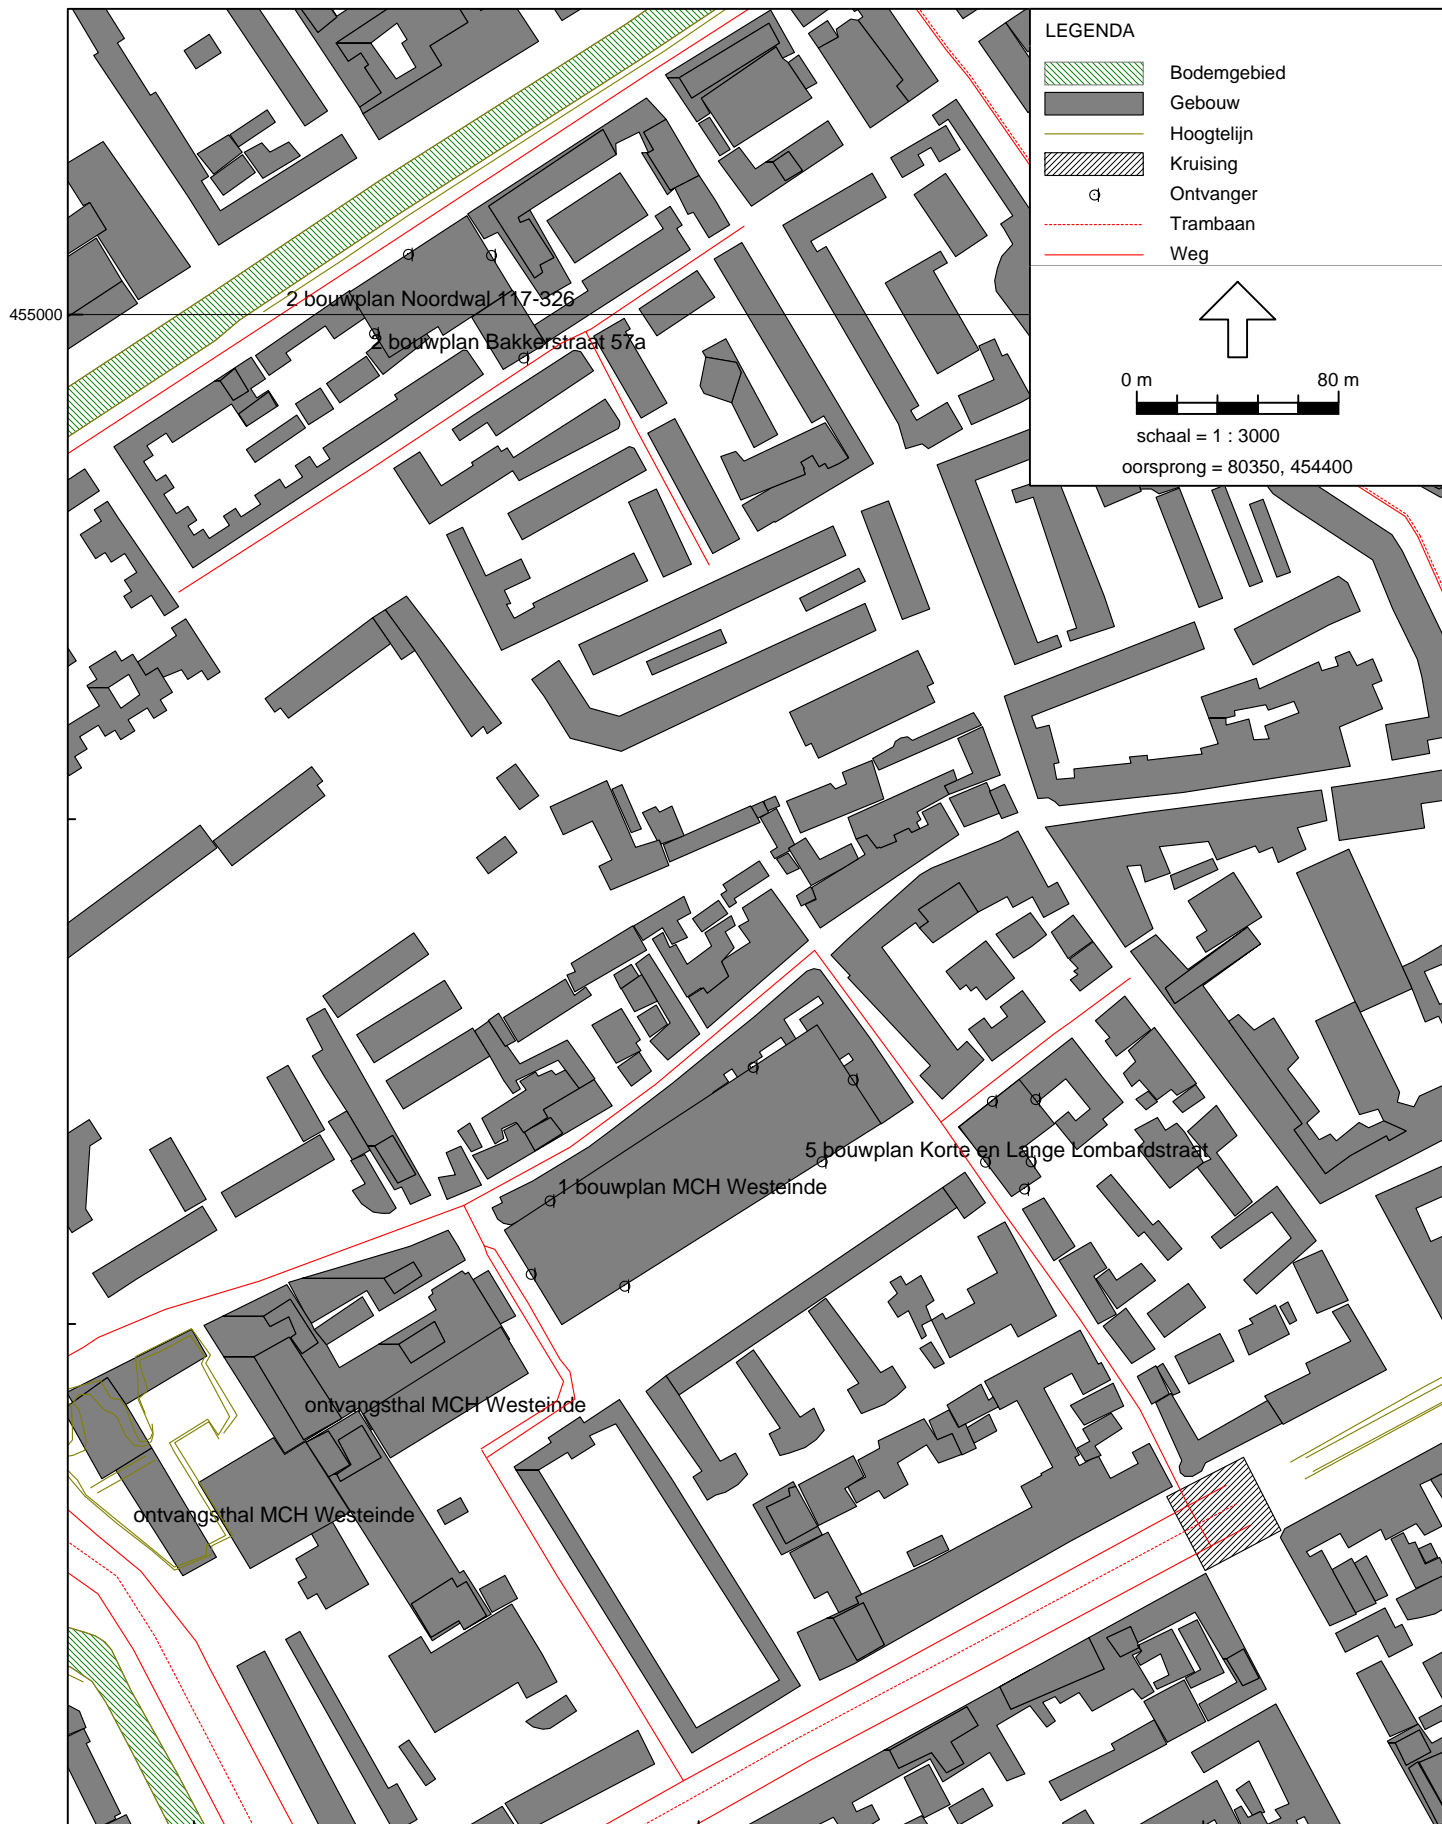 LEGENDA
Bodemgebied
Gebouw
Hoogtelijn
Kruising
Ontvanger
Trambaan
Weg
0 m 80 m
schaal = 1 : 3000
oorsprong = 80350, 454400
455000
2 bouwplan Noordwal 117-326
2 bouwplan Bakkerstraat 57a
5 bouwplan Korte en Lange Lombardstraat
1 bouwplan MCH Westeinde
ontvangsthal MCH Westeinde
ontvangsthal MCH Westeinde